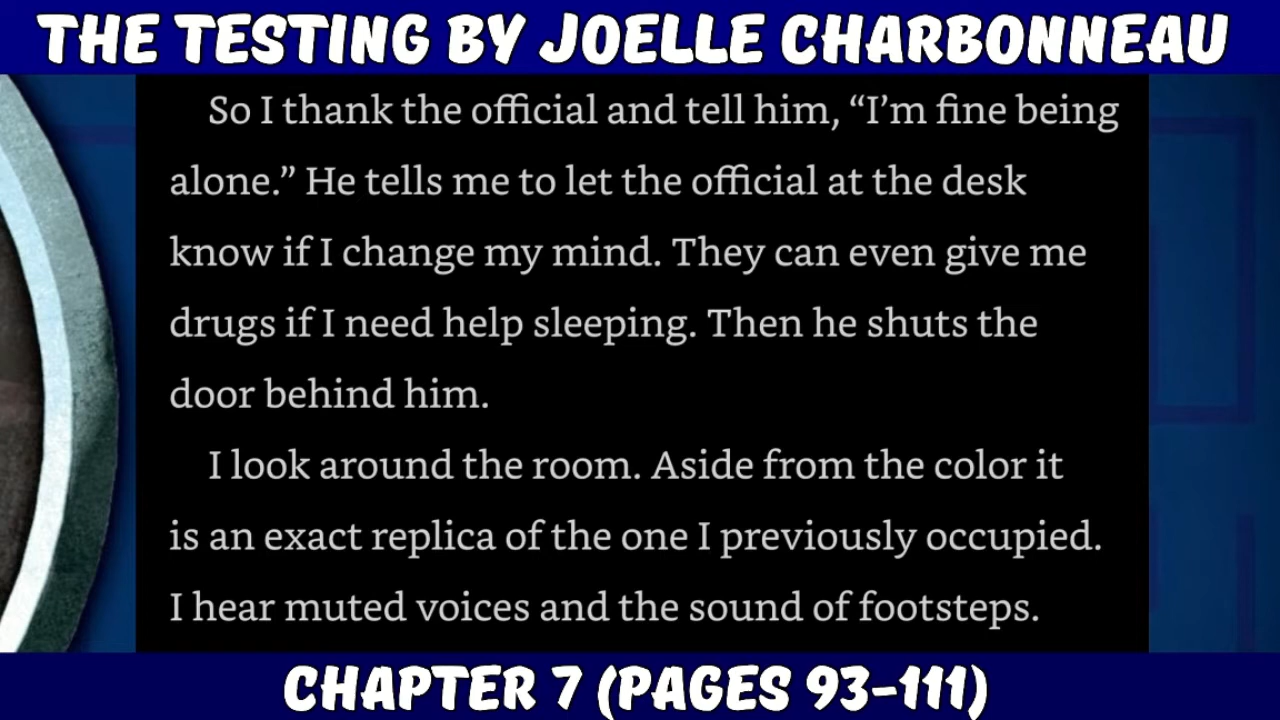 THE TESTING BY JOELLE CHARBONNEAU
So I thank the official and tell him, “I’m fine being
alone.” He tells me to let the official at the desk
know if I change my mind. They can even give me
drugs if I need help sleeping. Then he shuts the
door behind him.
I look around the room. Aside from the color it
is an exact replica of the one I previously occupied.
I hear muted voices and the sound of footsteps.
CHAPTER 7 (PAGES 93-111)